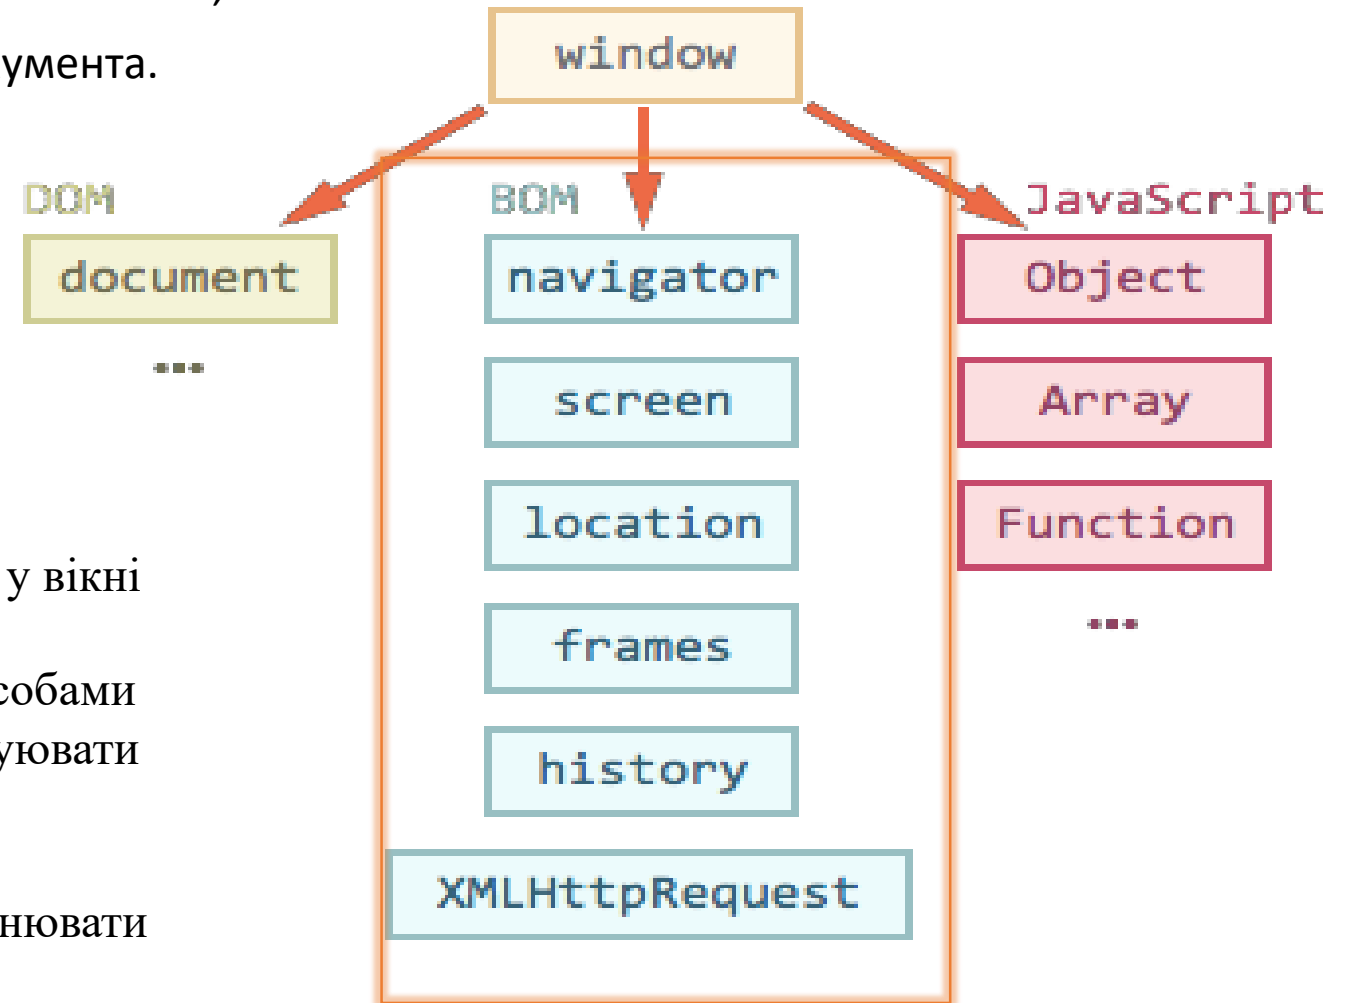 умента.
window
DOM
BOM
JavaScript
document
navigator
Object
...
screen
Array
location
Function
у вікні
...
frames
собами
уювати
history
XMLHttpRequest
нювати